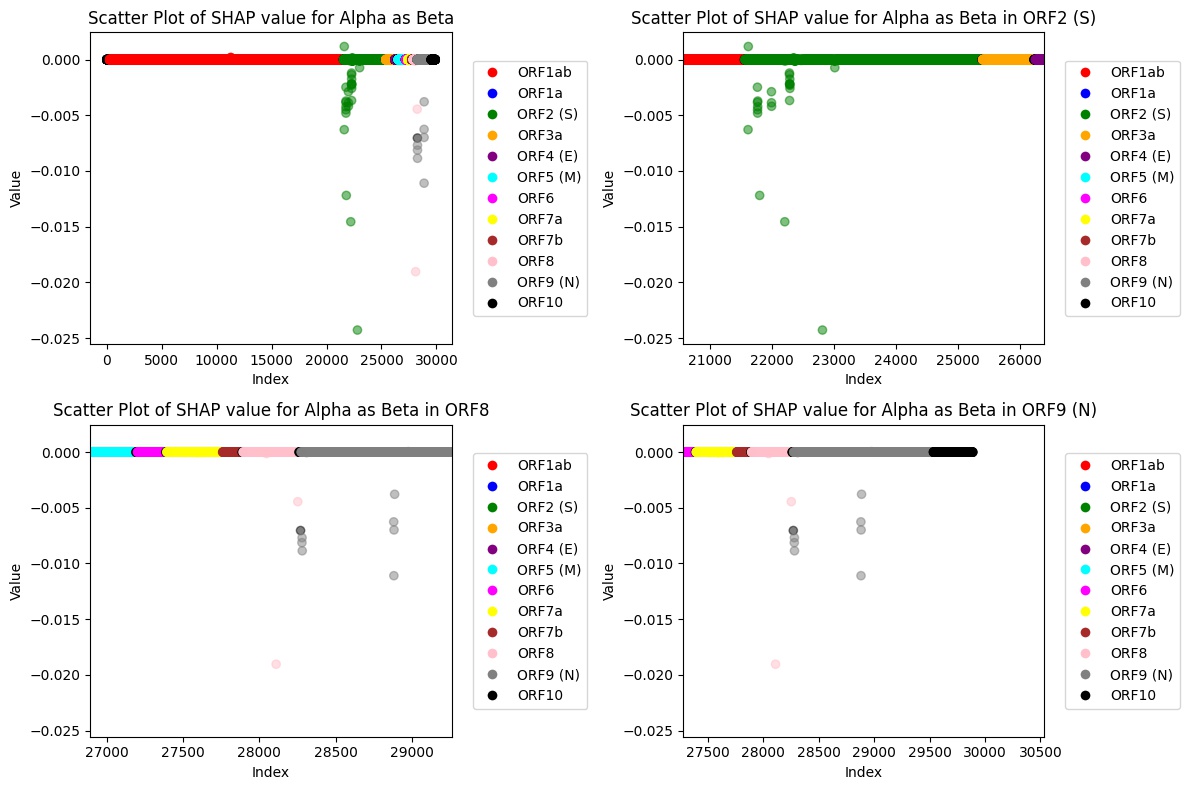 Scatter Plot of SHAP value for Alpha as Beta
0.000
−0.005
−0.010
−0.015
−0.020
−0.025
Value
0 5000 10000 15000 20000 25000 30000
Index
ORF1ab
ORF1a
ORF2 (S)
ORF3a
ORF4 (E)
ORF5 (M)
ORF6
ORF7a
ORF7b
ORF8
ORF9 (N)
ORF10
Scatter Plot of SHAP value for Alpha as Beta in ORF2 (S)
0.000
−0.005
−0.010
−0.015
−0.020
−0.025
Value
21000 22000 23000 24000 25000 26000
Index
ORF1ab
ORF1a
ORF2 (S)
ORF3a
ORF4 (E)
ORF5 (M)
ORF6
ORF7a
ORF7b
ORF8
ORF9 (N)
ORF10
Scatter Plot of SHAP value for Alpha as Beta in ORF8
0.000
−0.005
−0.010
−0.015
−0.020
−0.025
Value
27000 27500 28000 28500 29000
Index
ORF1ab
ORF1a
ORF2 (S)
ORF3a
ORF4 (E)
ORF5 (M)
ORF6
ORF7a
ORF7b
ORF8
ORF9 (N)
ORF10
Scatter Plot of SHAP value for Alpha as Beta in ORF9 (N)
0.000
−0.005
−0.010
−0.015
−0.020
−0.025
Value
27500 28000 28500 29000 29500 30000 30500
Index
ORF1ab
ORF1a
ORF2 (S)
ORF3a
ORF4 (E)
ORF5 (M)
ORF6
ORF7a
ORF7b
ORF8
ORF9 (N)
ORF10